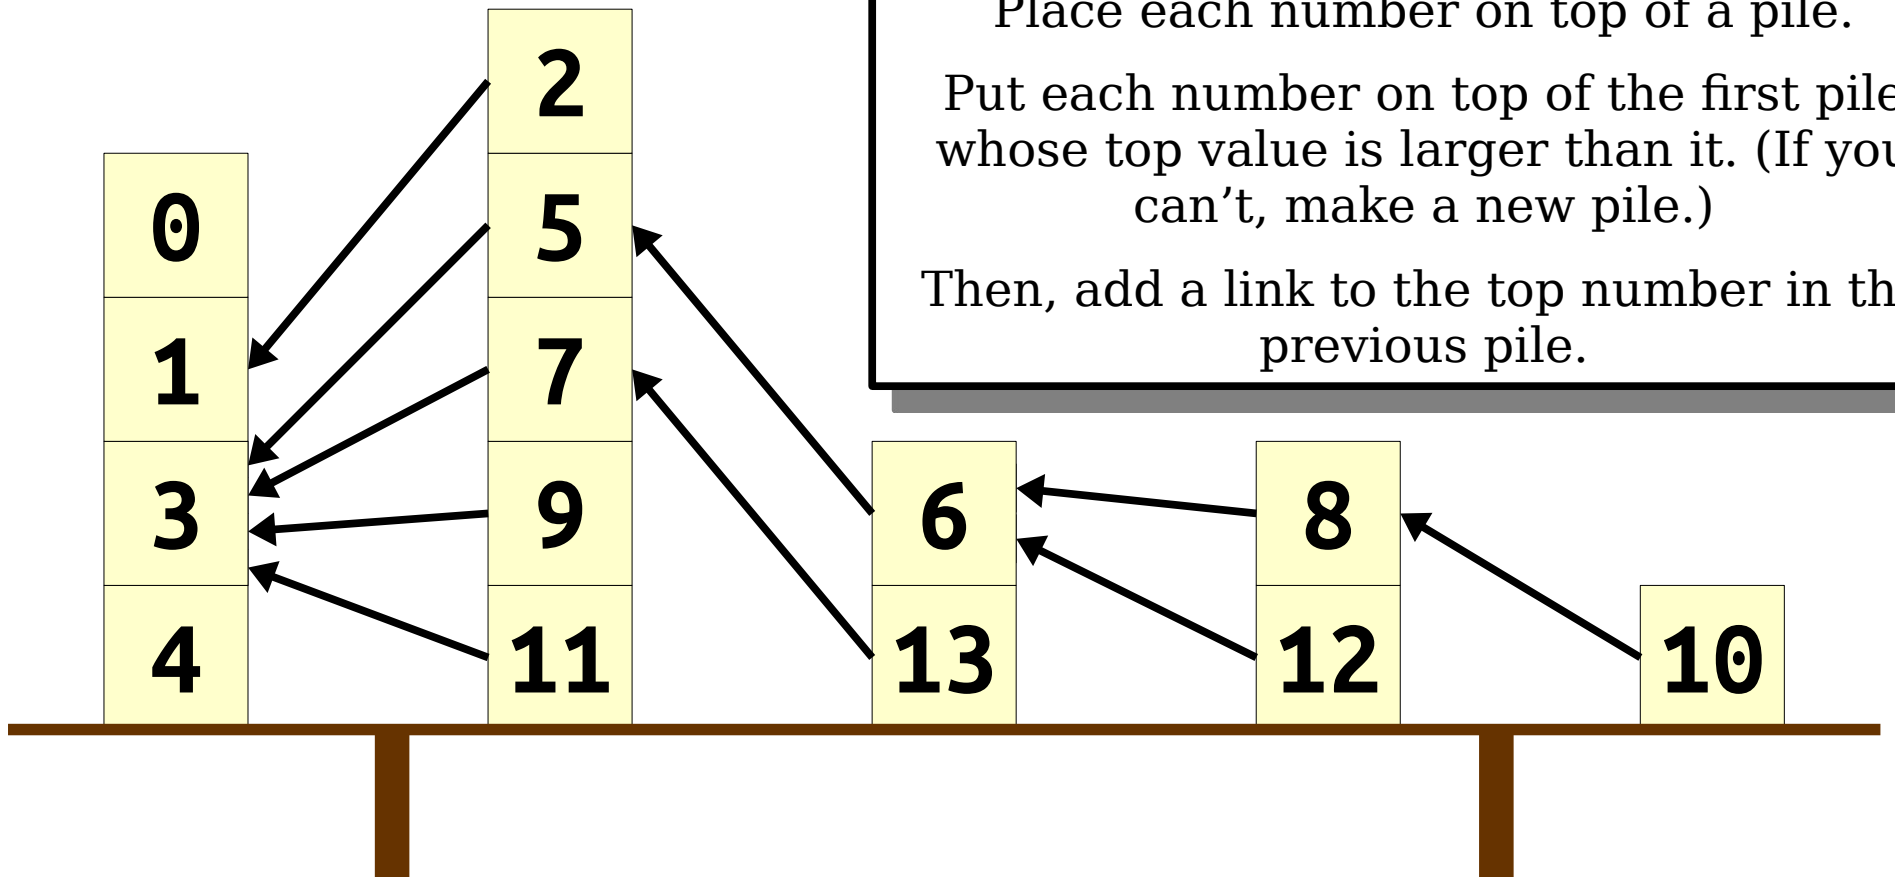 Place each number on top of a pile.
Put each number on top of the first pile
whose top value is larger than it. (If you
can’t, make a new pile.)
Then, add a link to the top number in th
previous pile.
2
0 5
1 7
3 9 6 8
4 11 13 12 10